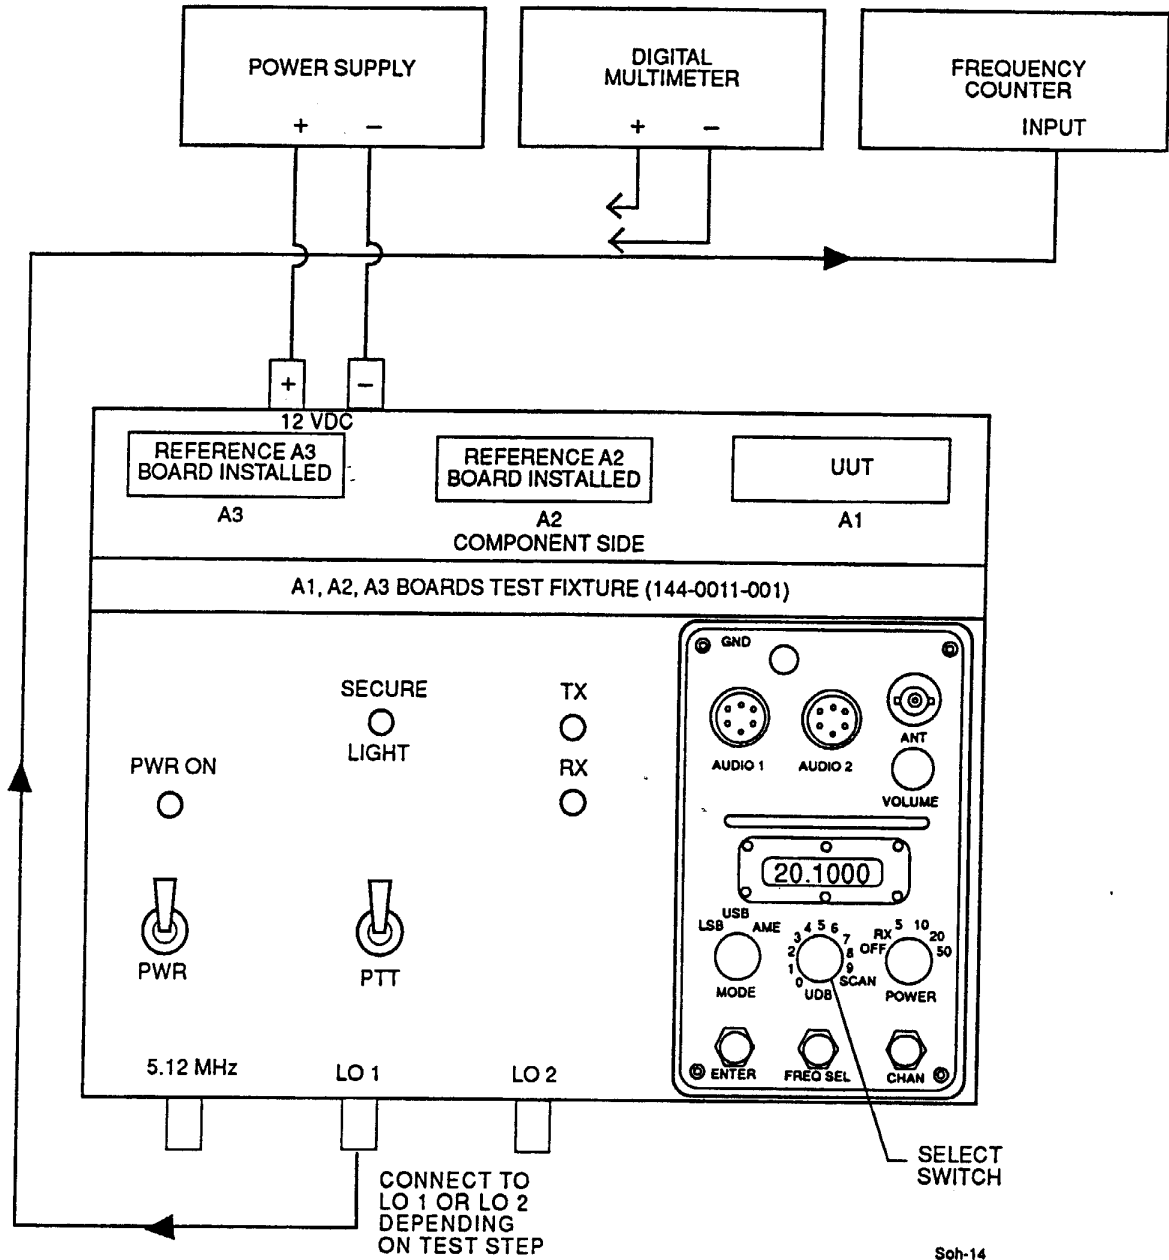 POWER SUPPLY
+ −
DIGITAL
MULTIMETER
+ −
FREQUENCY
COUNTER
INPUT
+ −
12 VDC
REFERENCE A3
BOARD INSTALLED
A3
REFERENCE A2
BOARD INSTALLED
A2
UUT
A1
COMPONENT SIDE
A1, A2, A3 BOARDS TEST FIXTURE (144-0011-001)
SECURE
LIGHT
TX
RX
PWR ON
PWR
PTT
GND
ANT
AUDIO 1
AUDIO 2
VOLUME
20.1000
LSB USB AME
MODE
0 1 2 3 4 5 6 7 8 9 SCAN
UDB
OFF RX 5 10 20 50
POWER
ENTER
FREQ SEL
CHAN
5.12 MHz
LO 1
LO 2
SELECT
SWITCH
CONNECT TO
LO 1 OR LO 2
DEPENDING
ON TEST STEP
Soh-14